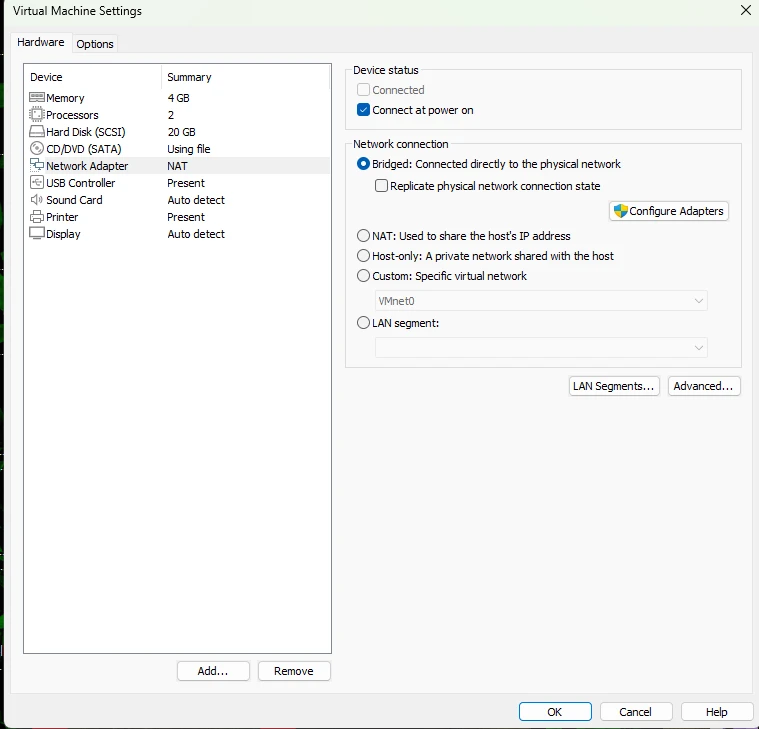 Virtual Machine Settings
Hardware Options
Device Summary
Memory 4 GB
Processors 2
Hard Disk (SCSI) 20 GB
CD/DVD (SATA) Using file
Network Adapter NAT
USB Controller Present
Sound Card Auto detect
Printer Present
Display Auto detect
Add... Remove
Device status
Connected
Connect at power on
Network connection
Bridged: Connected directly to the physical network
Replicate physical network connection state
Configure Adapters
NAT: Used to share the host's IP address
Host-only: A private network shared with the host
Custom: Specific virtual network
VMnet0
LAN segment:
LAN Segments... Advanced...
OK Cancel Help